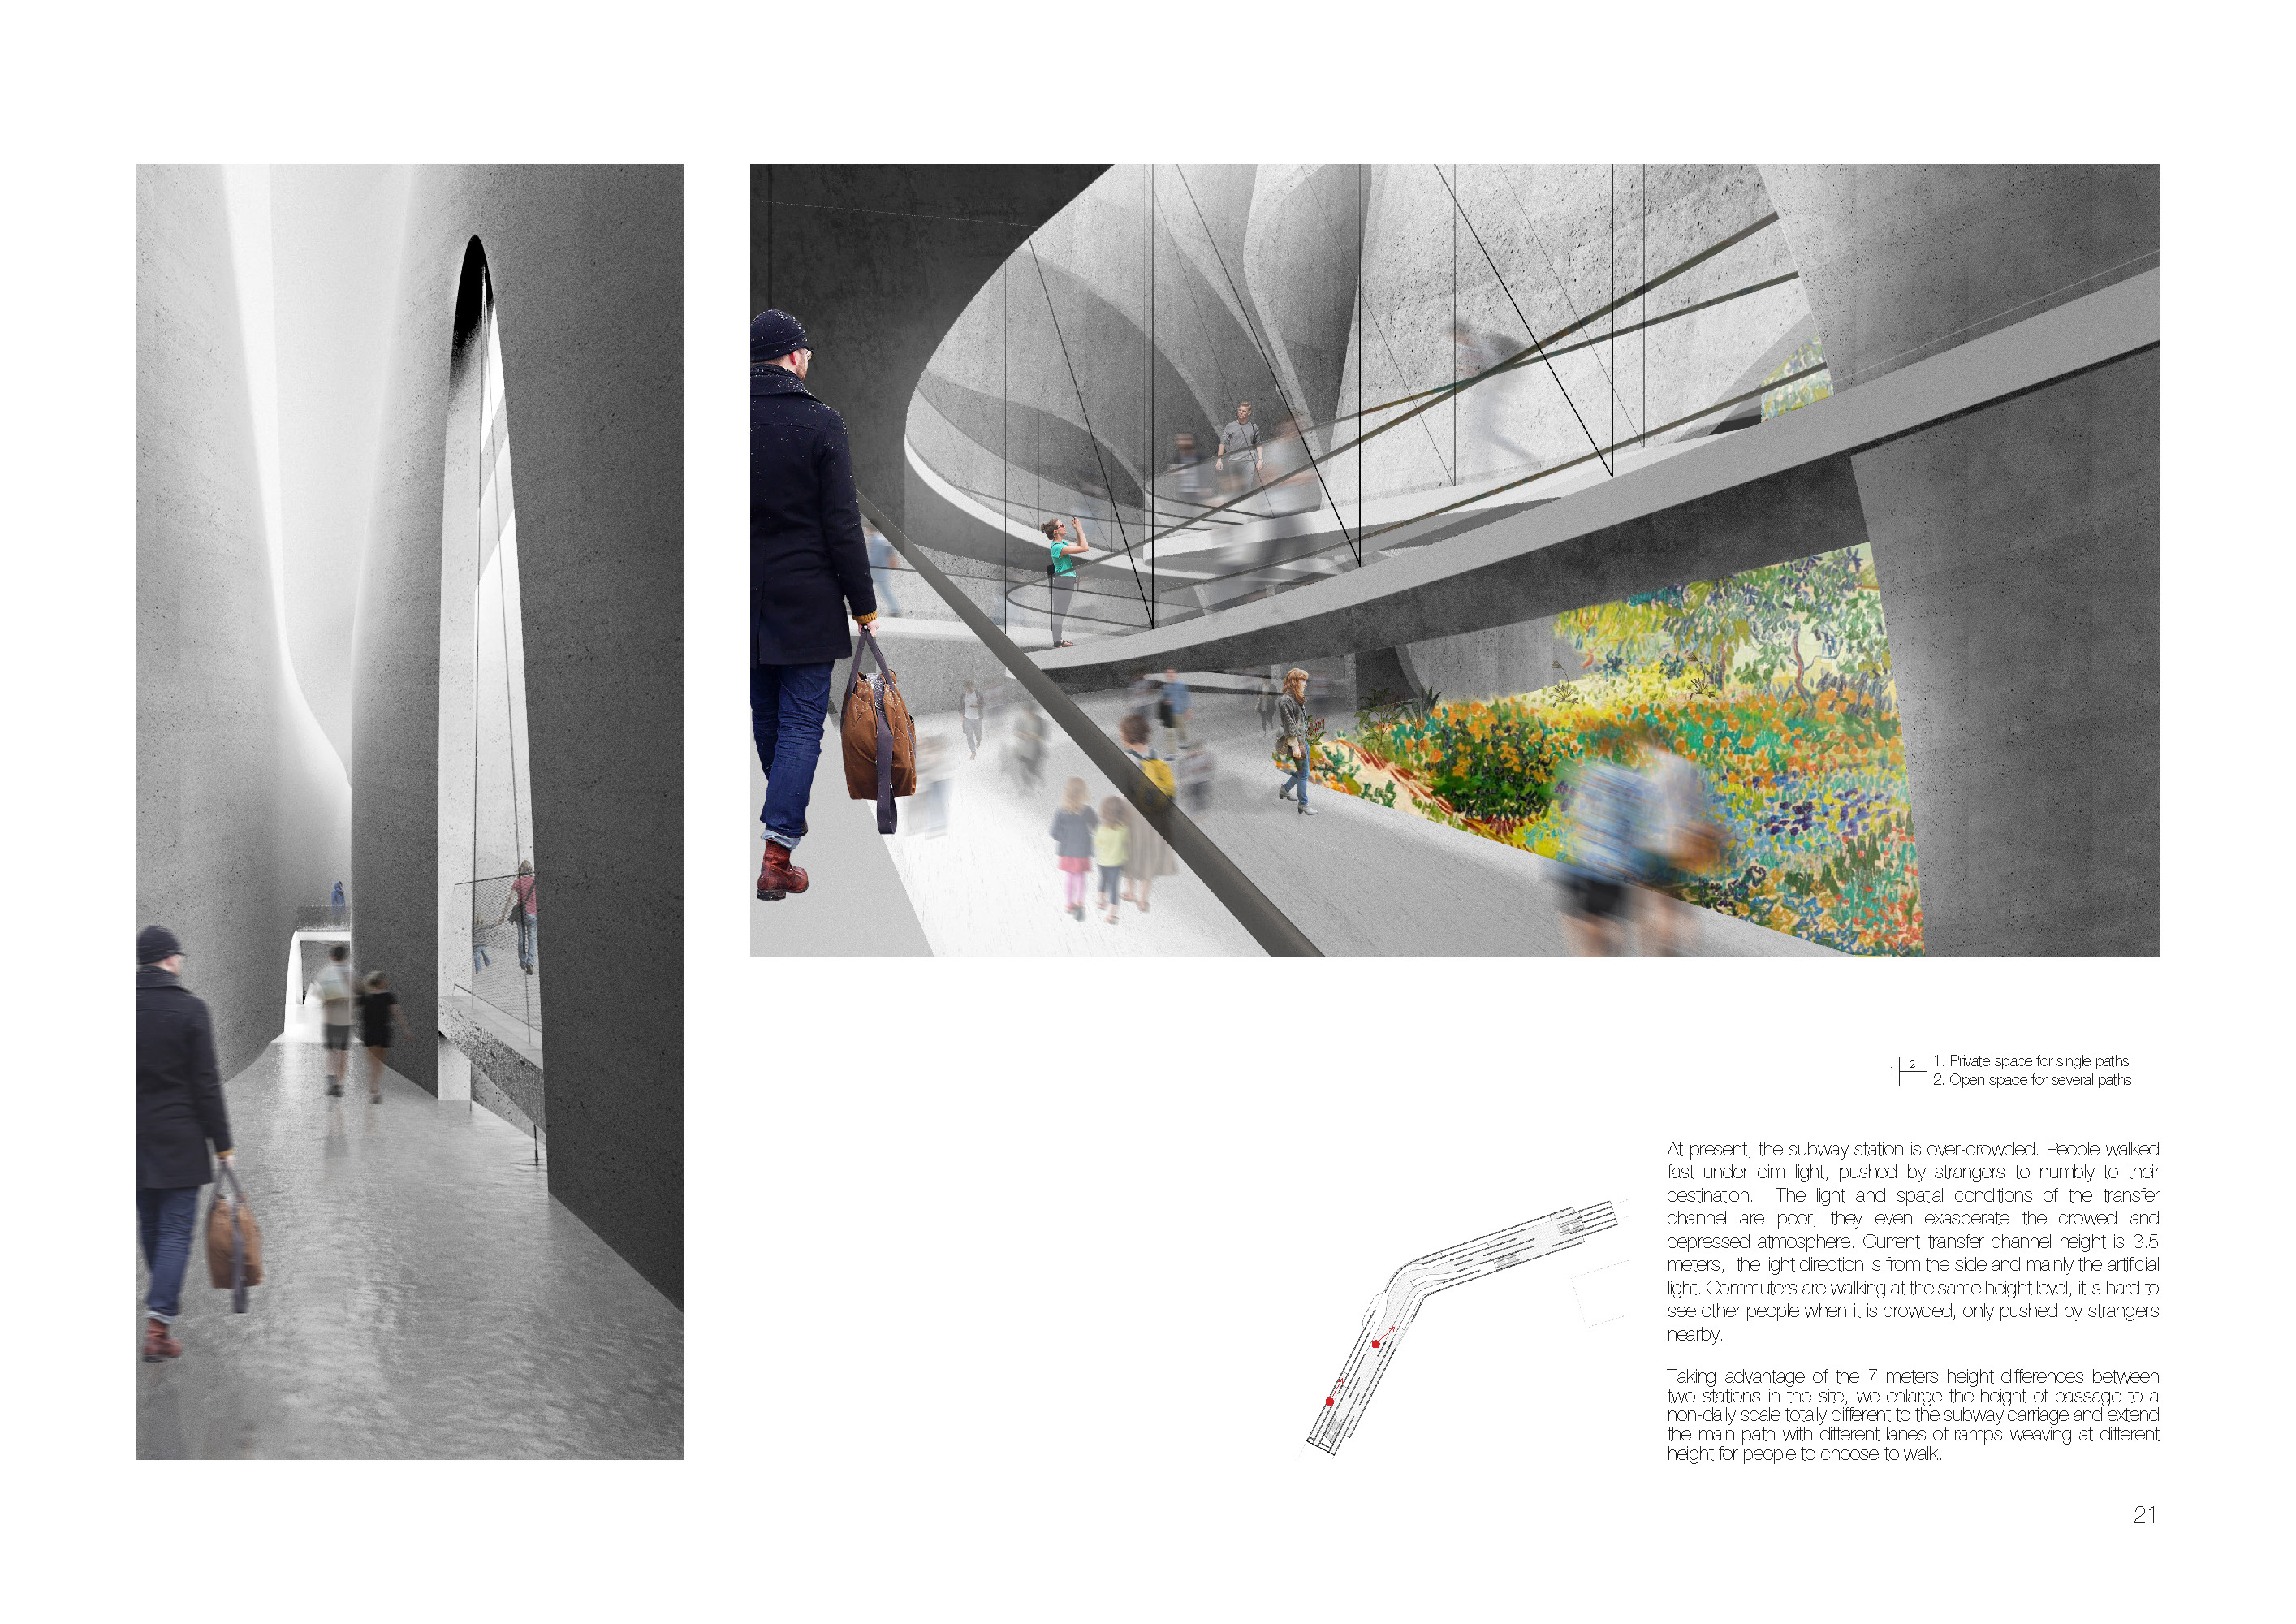 1
2
1. Private space for single paths
2. Open space for several paths
At present, the subway station is over-crowded. People walked
fast under dim light, pushed by strangers to numbly to their
destination. The light and spatial conditions of the transfer
channel are poor, they even exasperate the crowed and
depressed atmosphere. Current transfer channel height is 3.5
meters, the light direction is from the side and mainly the artificial
light. Commuters are walking at the same height level, it is hard to
see other people when it is crowded, only pushed by strangers
nearby.
Taking advantage of the 7 meters height differences between
two stations in the site, we enlarge the height of passage to a
non-daily scale totally different to the subway carriage and extend
the main path with different lanes of ramps weaving at different
height for people to choose to walk.
21